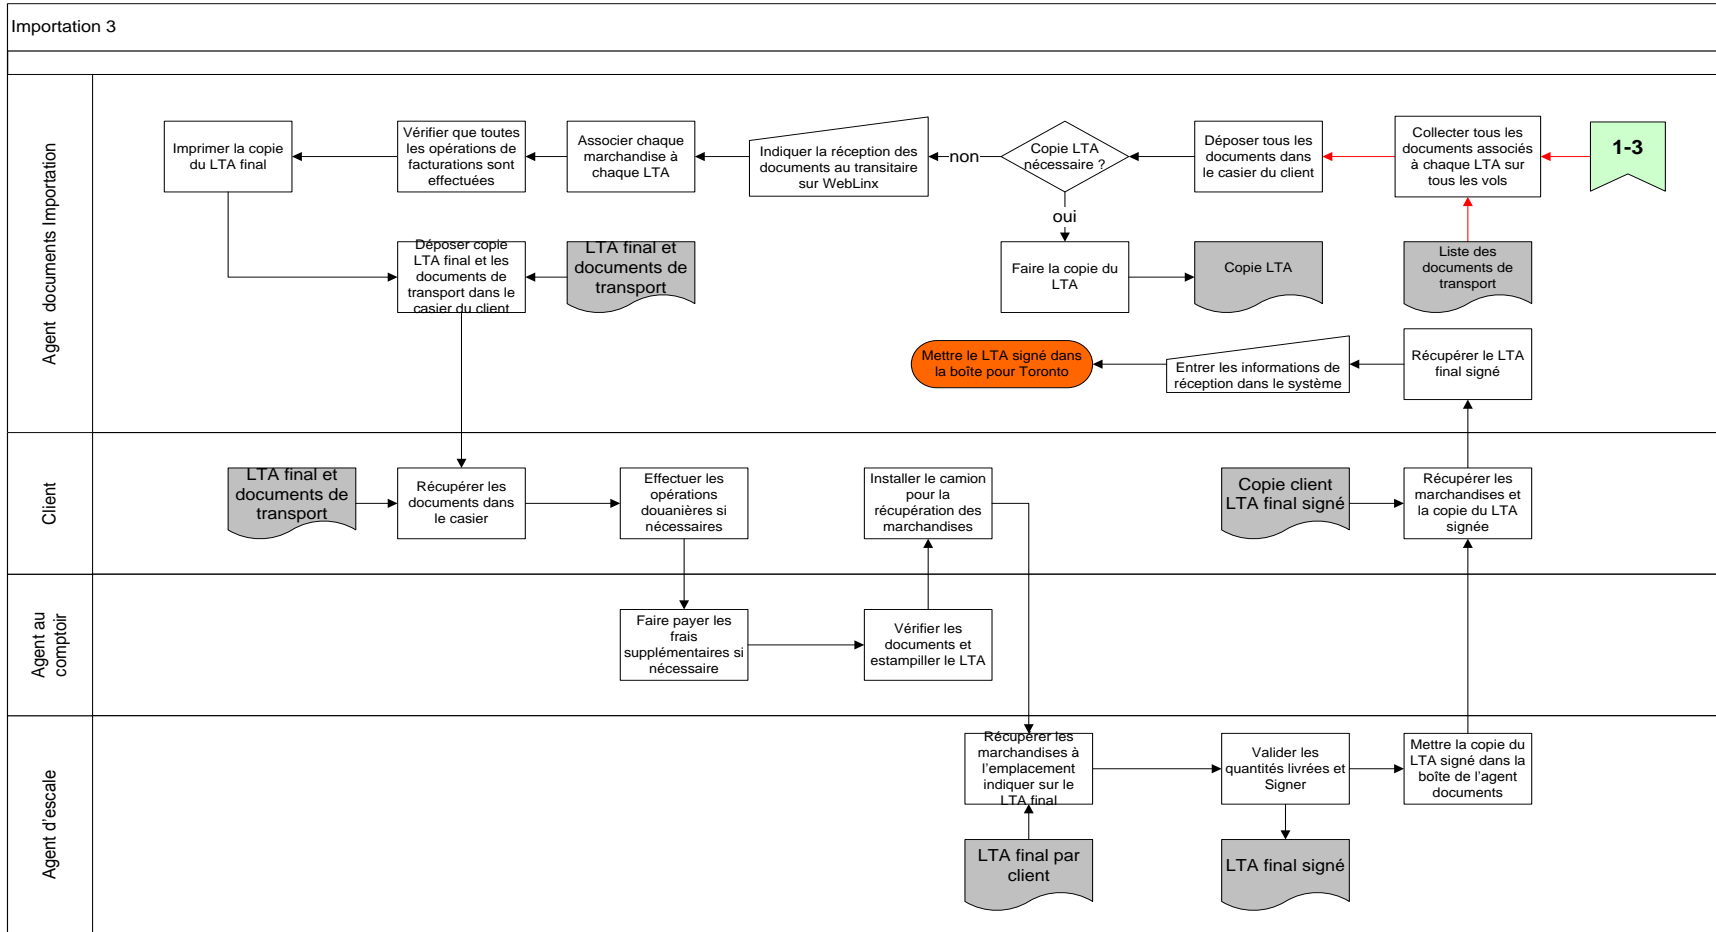 Importation 3
Agent documents Importation
Imprimer la copie
du LTA final
Vérifier que toutes
les opérations de
facturations sont
effectuées
Associer chaque
marchandise à
chaque LTA
Indiquer la réception des
documents au transitaire
sur WebLinx
non
Copie LTA
nécessaire ?
oui
Déposer tous les
documents dans
le casier du client
Collecter tous les
documents associés
à chaque LTA sur
tous les vols
1-3
Déposer copie
LTA final et les
documents de
transport dans le
casier du client
LTA final et
documents de
transport
Faire la copie du
LTA
Copie LTA
Liste des
documents de
transport
Mettre le LTA signé dans
la boîte pour Toronto
Entrer les informations de
réception dans le système
Récupérer le LTA
final signé
Client
LTA final et
documents de
transport
Récupérer les
documents dans
le casier
Effectuer les
opérations
douanières si
nécessaires
Installer le camion
pour la
récupération des
marchandises
Copie client
LTA final signé
Récupérer les
marchandises et
la copie du LTA
signée
Agent au
comptoir
Faire payer les
frais
supplémentaires si
nécessaire
Vérifier les
documents et
estampiller le LTA
Agent d'escale
Récupérer les
marchandises à
l'emplacement
indiquer sur le
LTA final
Valider les
quantités livrées et
Signer
Mettre la copie du
LTA signé dans la
boîte de l'agent
documents
LTA final par
client
LTA final signé